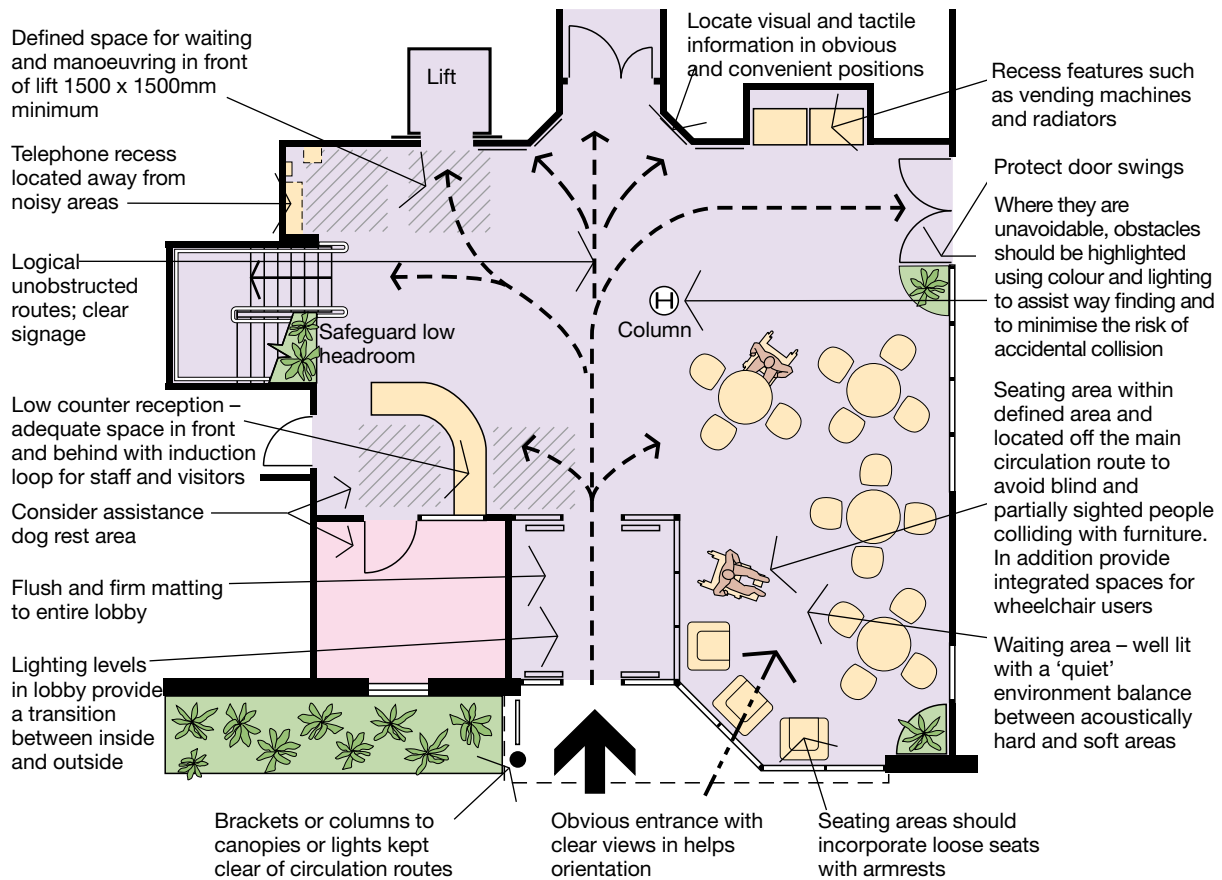 Defined space for waiting
and manoeuvring in front
of lift 1500 x 1500mm
minimum
Telephone recess
located away from
noisy areas
Logical
unobstructed
routes; clear
signage
Low counter reception –
adequate space in front
and behind with induction
loop for staff and visitors
Consider assistance
dog rest area
Flush and firm matting
to entire lobby
Lighting levels
in lobby provide
a transition
between inside
and outside
Lift
Safeguard low
headroom
Column
H
Locate visual and tactile
information in obvious
and convenient positions
Recess features such
as vending machines
and radiators
Protect door swings
Where they are
unavoidable, obstacles
should be highlighted
using colour and lighting
to assist way finding and
to minimise the risk of
accidental collision
Seating area within
defined area and
located off the main
circulation route to
avoid blind and
partially sighted people
colliding with furniture.
In addition provide
integrated spaces for
wheelchair users
Waiting area – well lit
with a ‘quiet’
environment balance
between acoustically
hard and soft areas
Brackets or columns to
canopies or lights kept
clear of circulation routes
Obvious entrance with
clear views in helps
orientation
Seating areas should
incorporate loose seats
with armrests